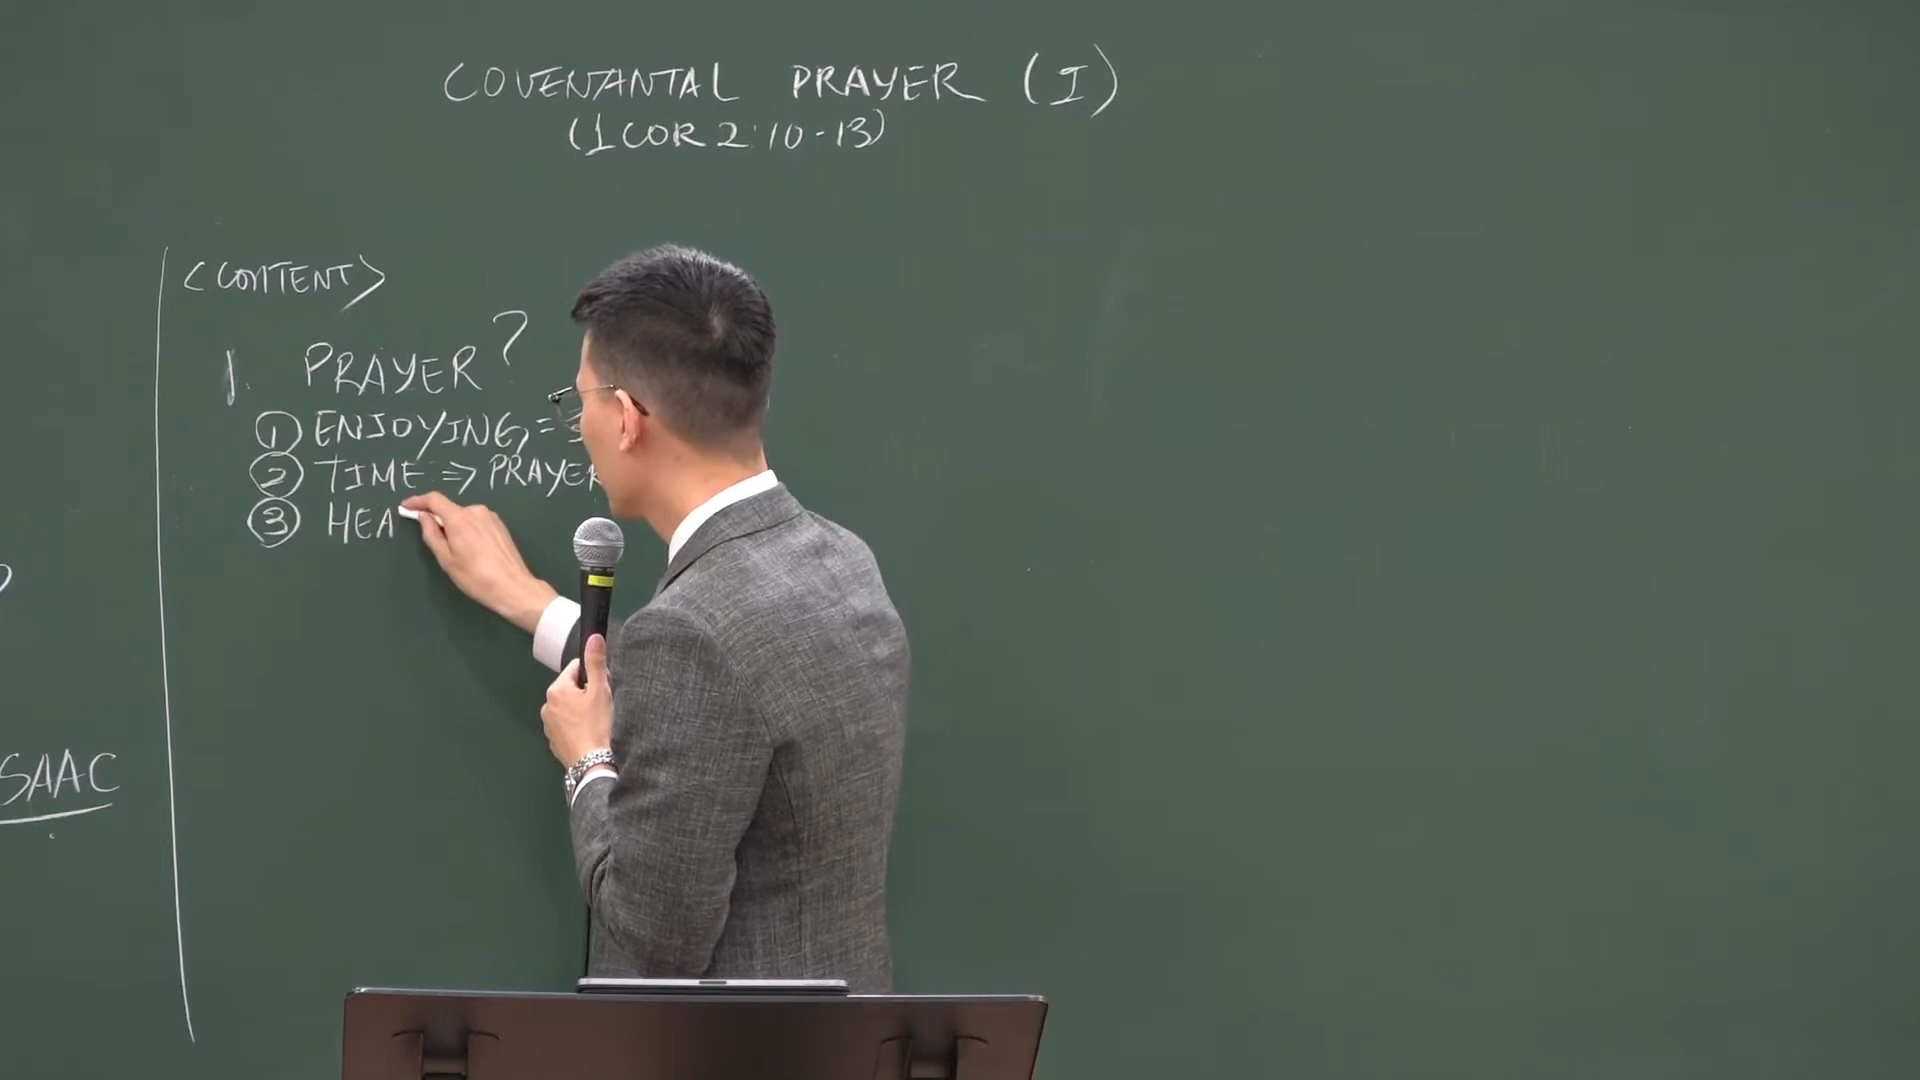 COVENANTAL PRAYER (I)
(1 COR 2:10-13)
<CONTENT>
1. PRAYER?
① ENJOYING =
② TIME ⇒ PRAYER
③ HEA
SAAC